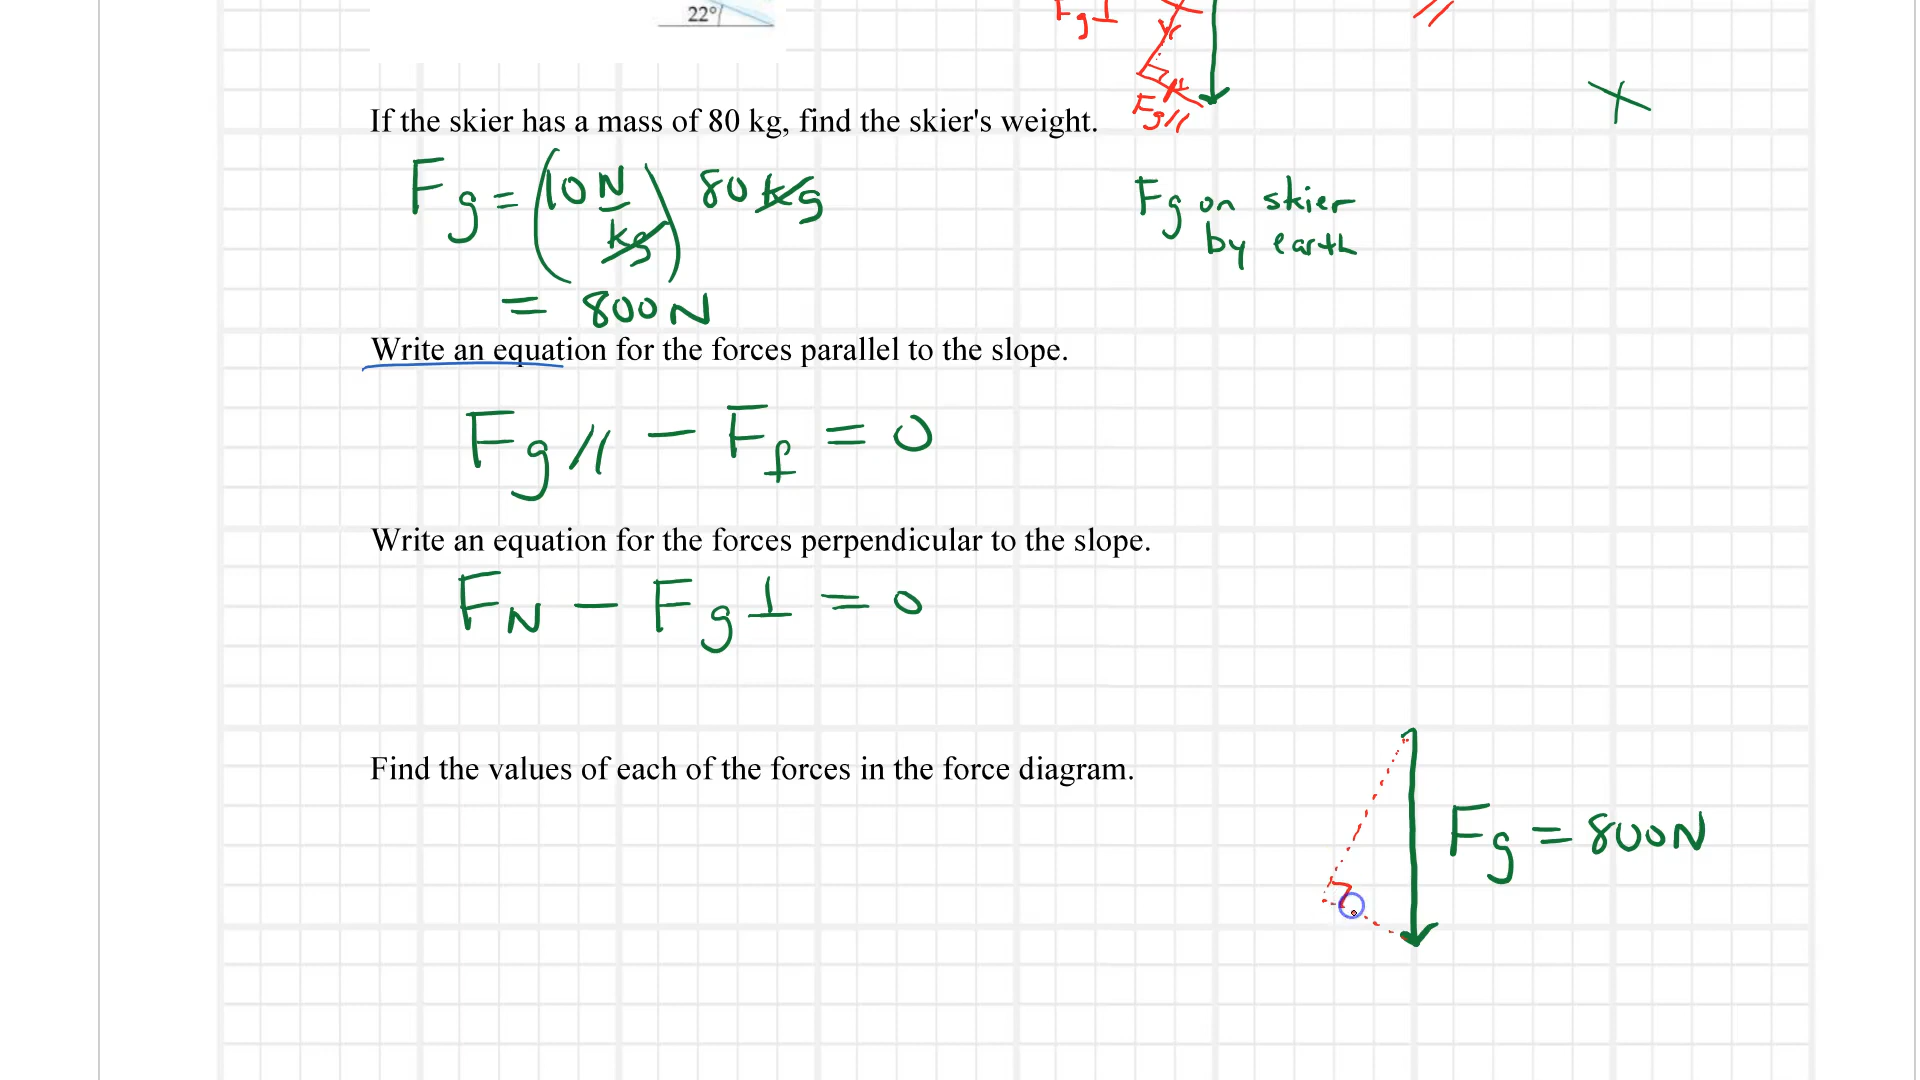 22°
Fg⊥ //
Fg//
If the skier has a mass of 80 kg, find the skier's weight.
Fg = (10 N/kg) 80 kg
= 800 N
Fg on skier
by earth
Write an equation for the forces parallel to the slope.
Fg// - Ff = 0
Write an equation for the forces perpendicular to the slope.
FN - Fg⊥ = 0
Find the values of each of the forces in the force diagram.
Fg = 800N